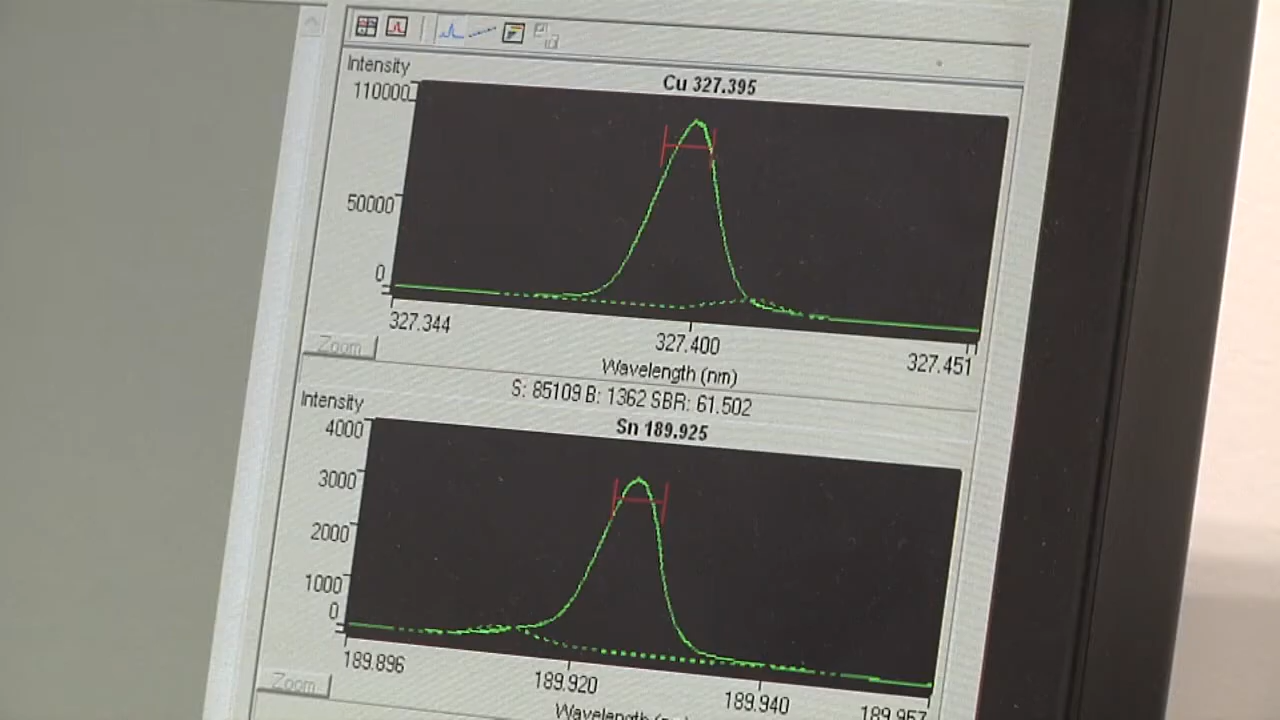 Intensity
Cu 327.395
110000
50000
0
327.344
327.400
327.451
Zoom
Wavelength (nm)
S: 85109 B: 1362 SBR: 61.502
Intensity
Sn 189.925
4000
3000
2000
1000
0
189.896
189.920
189.940
189.957
Zoom
Wavelength